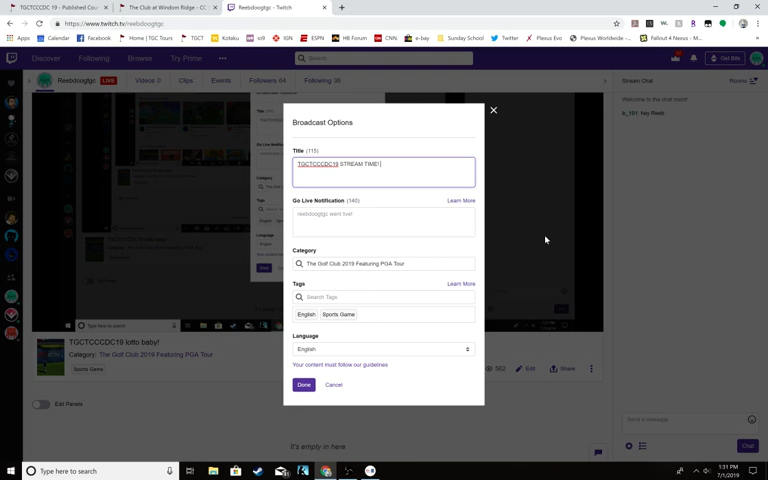 TGCTCCCDC 19 - Published Cou
The Club at Windom Ridge - CC
Reebdoogtgc - Twitch
https://www.twitch.tv/reebdoogtgc
Apps
Calendar
Facebook
Home | TGC Tours
TGCT
Kotaku
io9
IGN
ESPN
HB Forum
CNN
e-bay
Sunday School
Twitter
Plexus Evo
Plexus Worldwide -
Fallout 4 Nexus - M
Discover
Following
Browse
Try Prime
Search
Get Bits
Reebdoogtgc
LIVE
Videos 0
Clips
Events
Followers 64
Following 36
Stream Chat
Rooms
Welcome to the chat room!
b_101: Hey Reeb
Broadcast Options
Title (115)
TGCTCCCDC19 STREAM TIME!
Go Live Notification (140)
Learn More
reebdoogtgc went live!
Category
The Golf Club 2019 Featuring PGA Tour
Tags
Learn More
Search Tags
English
Sports Game
Language
English
Your content must follow our guidelines
Done
Cancel
TGCTCCCDC19 lotto baby!
Category: The Golf Club 2019 Featuring PGA Tour
Sports Game
562
Edit
Share
Edit Panels
It's empty in here
Send a message
Chat
Type here to search
1:31 PM
7/1/2019